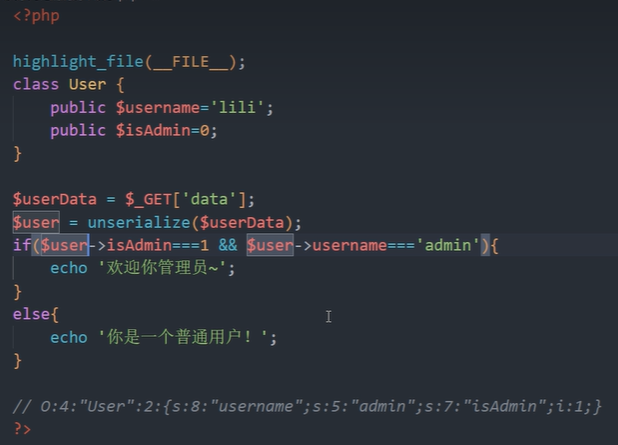 <?php
highlight_file(__FILE__);
class User {
public $username='lili';
public $isAdmin=0;
}
$userData = $_GET['data'];
$user = unserialize($userData);
if($user->isAdmin===1 && $user->username==='admin'){
echo '欢迎你管理员~';
}
else{
echo '你是一个普通用户！';
}
// O:4:"User":2:{s:8:"username";s:5:"admin";s:7:"isAdmin";i:1;}
?>